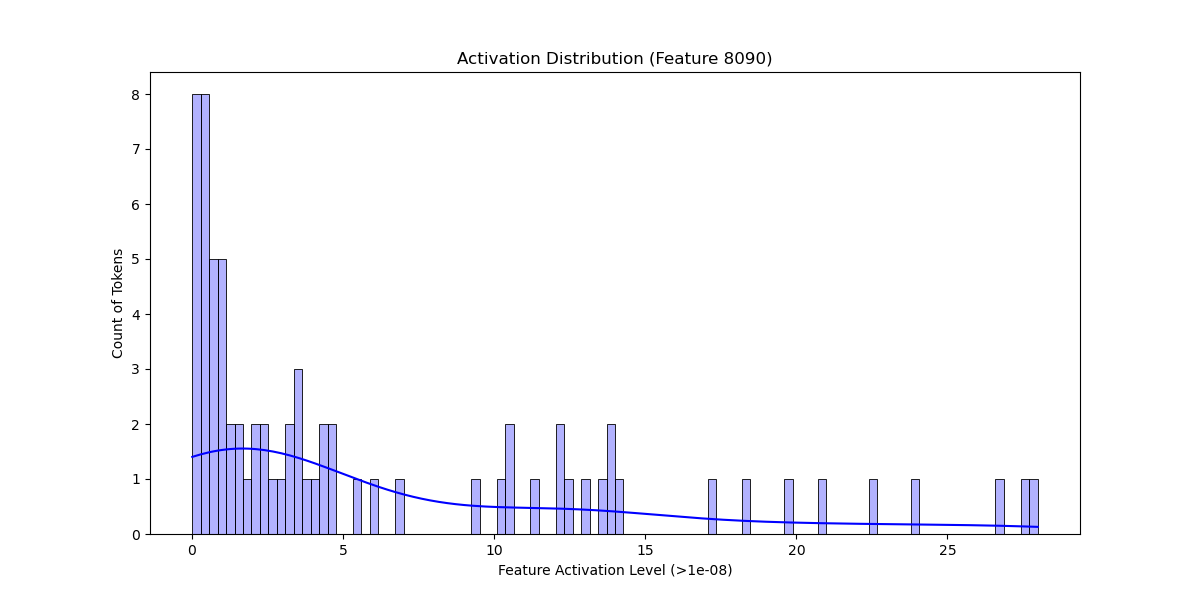 Activation Distribution (Feature 8090)
8
7
6
5
4
3
2
1
0
Count of Tokens
0 5 10 15 20 25
Feature Activation Level (>1e-08)